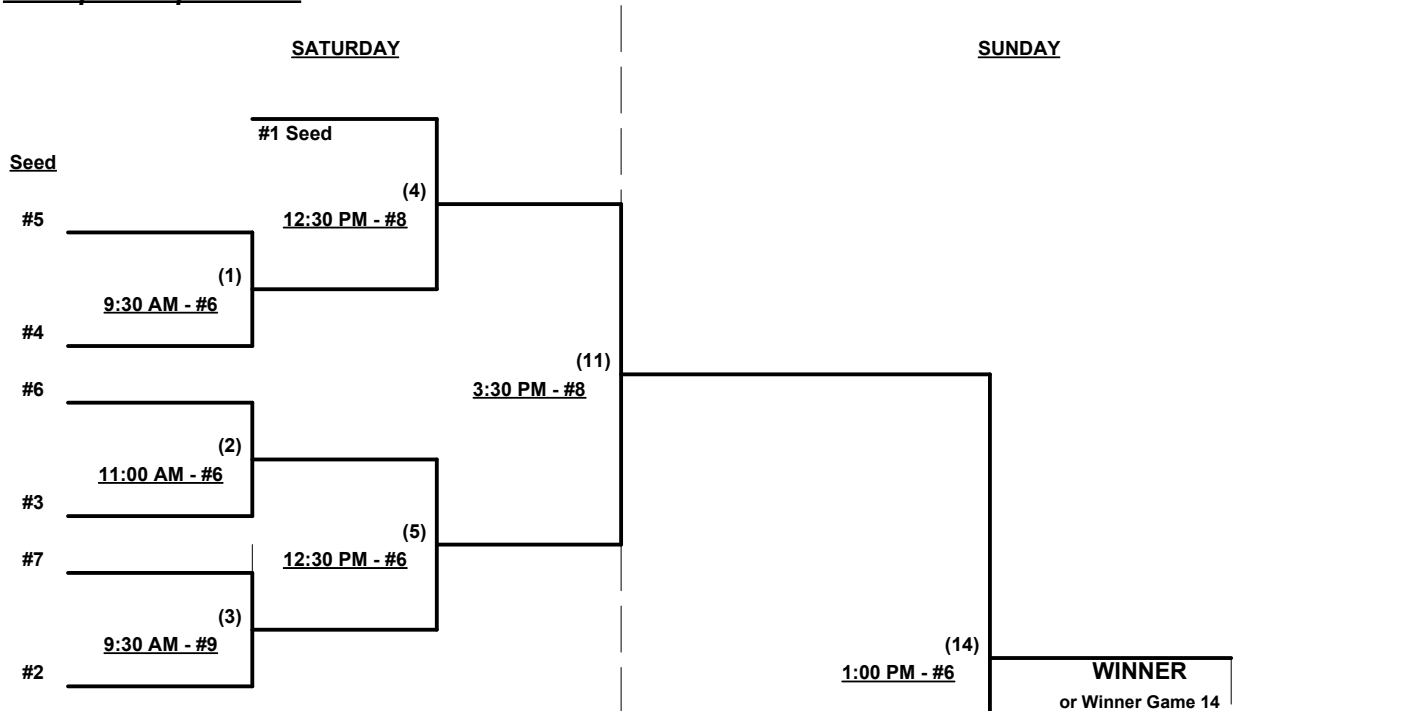 SATURDAY
SUNDAY
#1 Seed
Seed
(4)
#5
12:30 PM - #8
(1)
9:30 AM - #6
#4
(11)
#6
3:30 PM - #8
(2)
11:00 AM - #6
#3
(5)
#7
12:30 PM - #6
(3)
9:30 AM - #9
(14)
#2
1:00 PM - #6
WINNER
or Winner Game 14